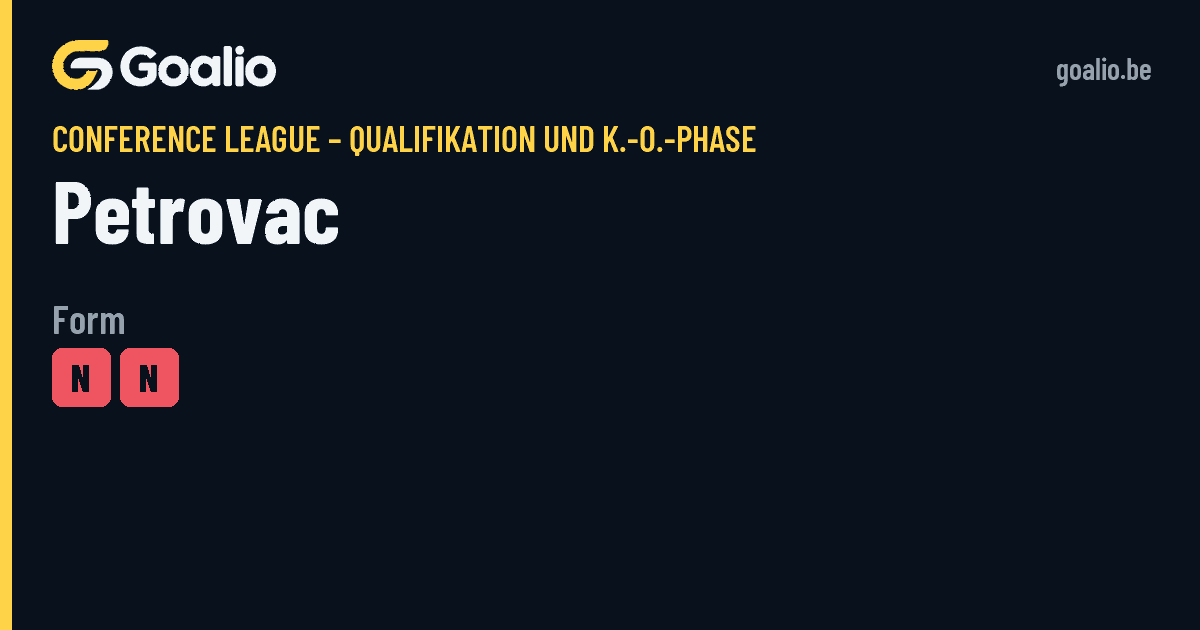 Goalio
goalio.be
CONFERENCE LEAGUE – QUALIFIKATION UND K.-O.-PHASE
Petrovac
Form
N N